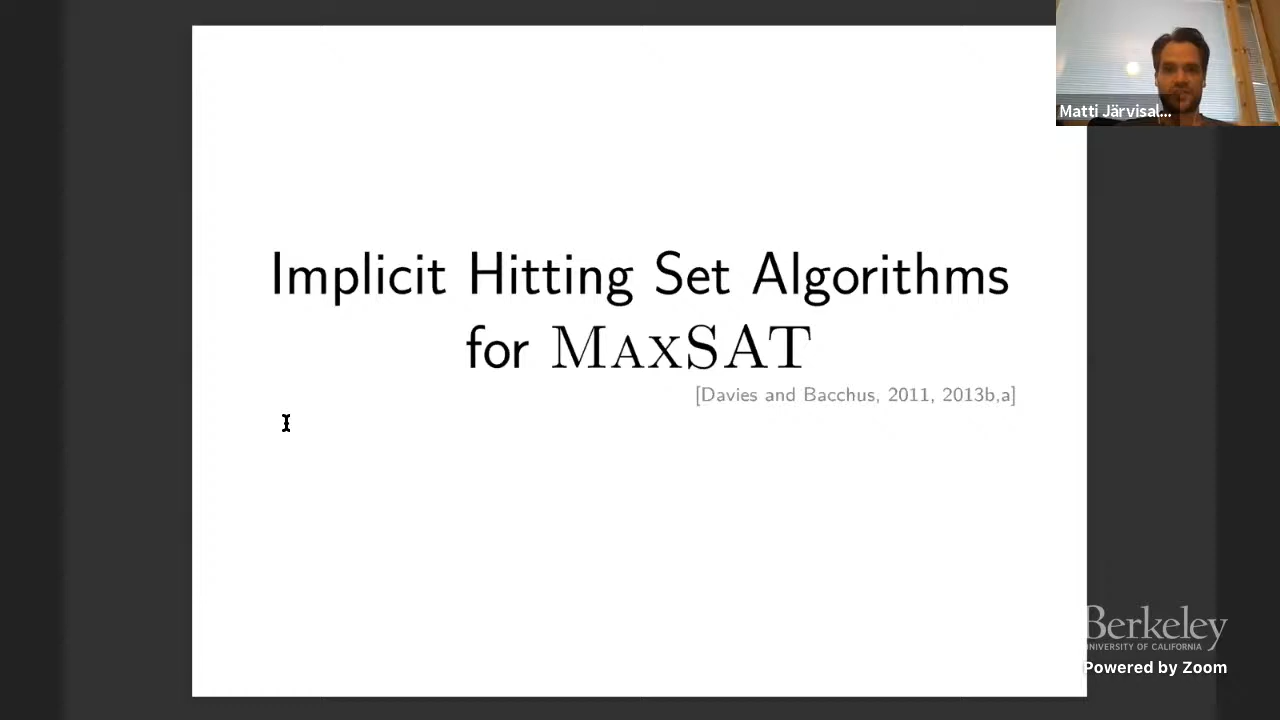 Matti Järvisal...
Implicit Hitting Set Algorithms
for MaxSAT
[Davies and Bacchus, 2011, 2013b,a]
Berkeley
UNIVERSITY OF CALIFORNIA
Powered by Zoom